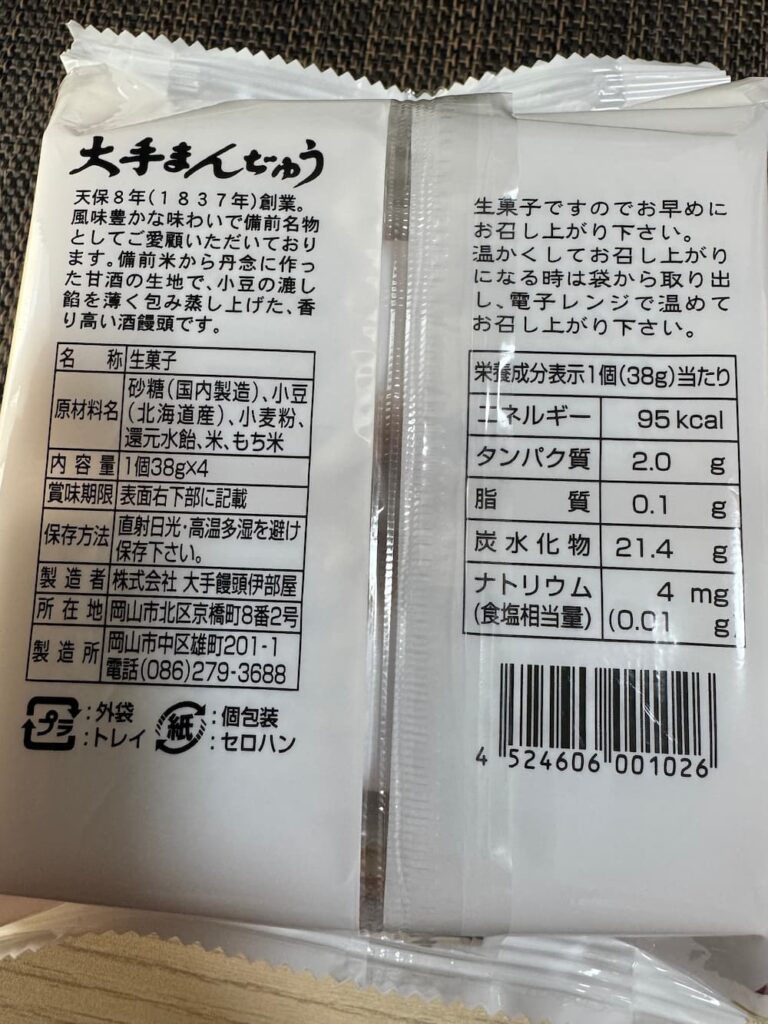 大手まんぢゅう
天保8年(1837年)創業。
風味豊かな味わいで備前名物
としてご愛顧いただいており
ます。備前米から丹念に作っ
た甘酒の生地で、小豆の漉し
餡を薄く包み蒸し上げた、香
り高い酒饅頭です。
名 称 生菓子
原材料名 砂糖(国内製造)、小豆
(北海道産)、小麦粉、
還元水飴、米、もち米
内容量 1個38g×4
賞味期限 表面右下部に記載
保存方法 直射日光・高温多湿を避け
保存下さい。
製造者 株式会社 大手饅頭伊部屋
所在地 岡山市北区京橋町8番2号
製造所 岡山市中区雄町201-1
電話(086)279-3688
プラ :外袋
:トレイ
紙 :個包装
:セロハン
生菓子ですのでお早めに
お召し上がり下さい。
温かくしてお召し上がり
になる時は袋から取り出
し、電子レンジで温めて
お召し上がり下さい。
栄養成分表示1個(38g)当たり
エネルギー 95kcal
タンパク質 2.0 g
脂 質 0.1 g
炭水化物 21.4 g
ナトリウム 4 mg
(食塩相当量) (0.01 g)
4 524606 001026